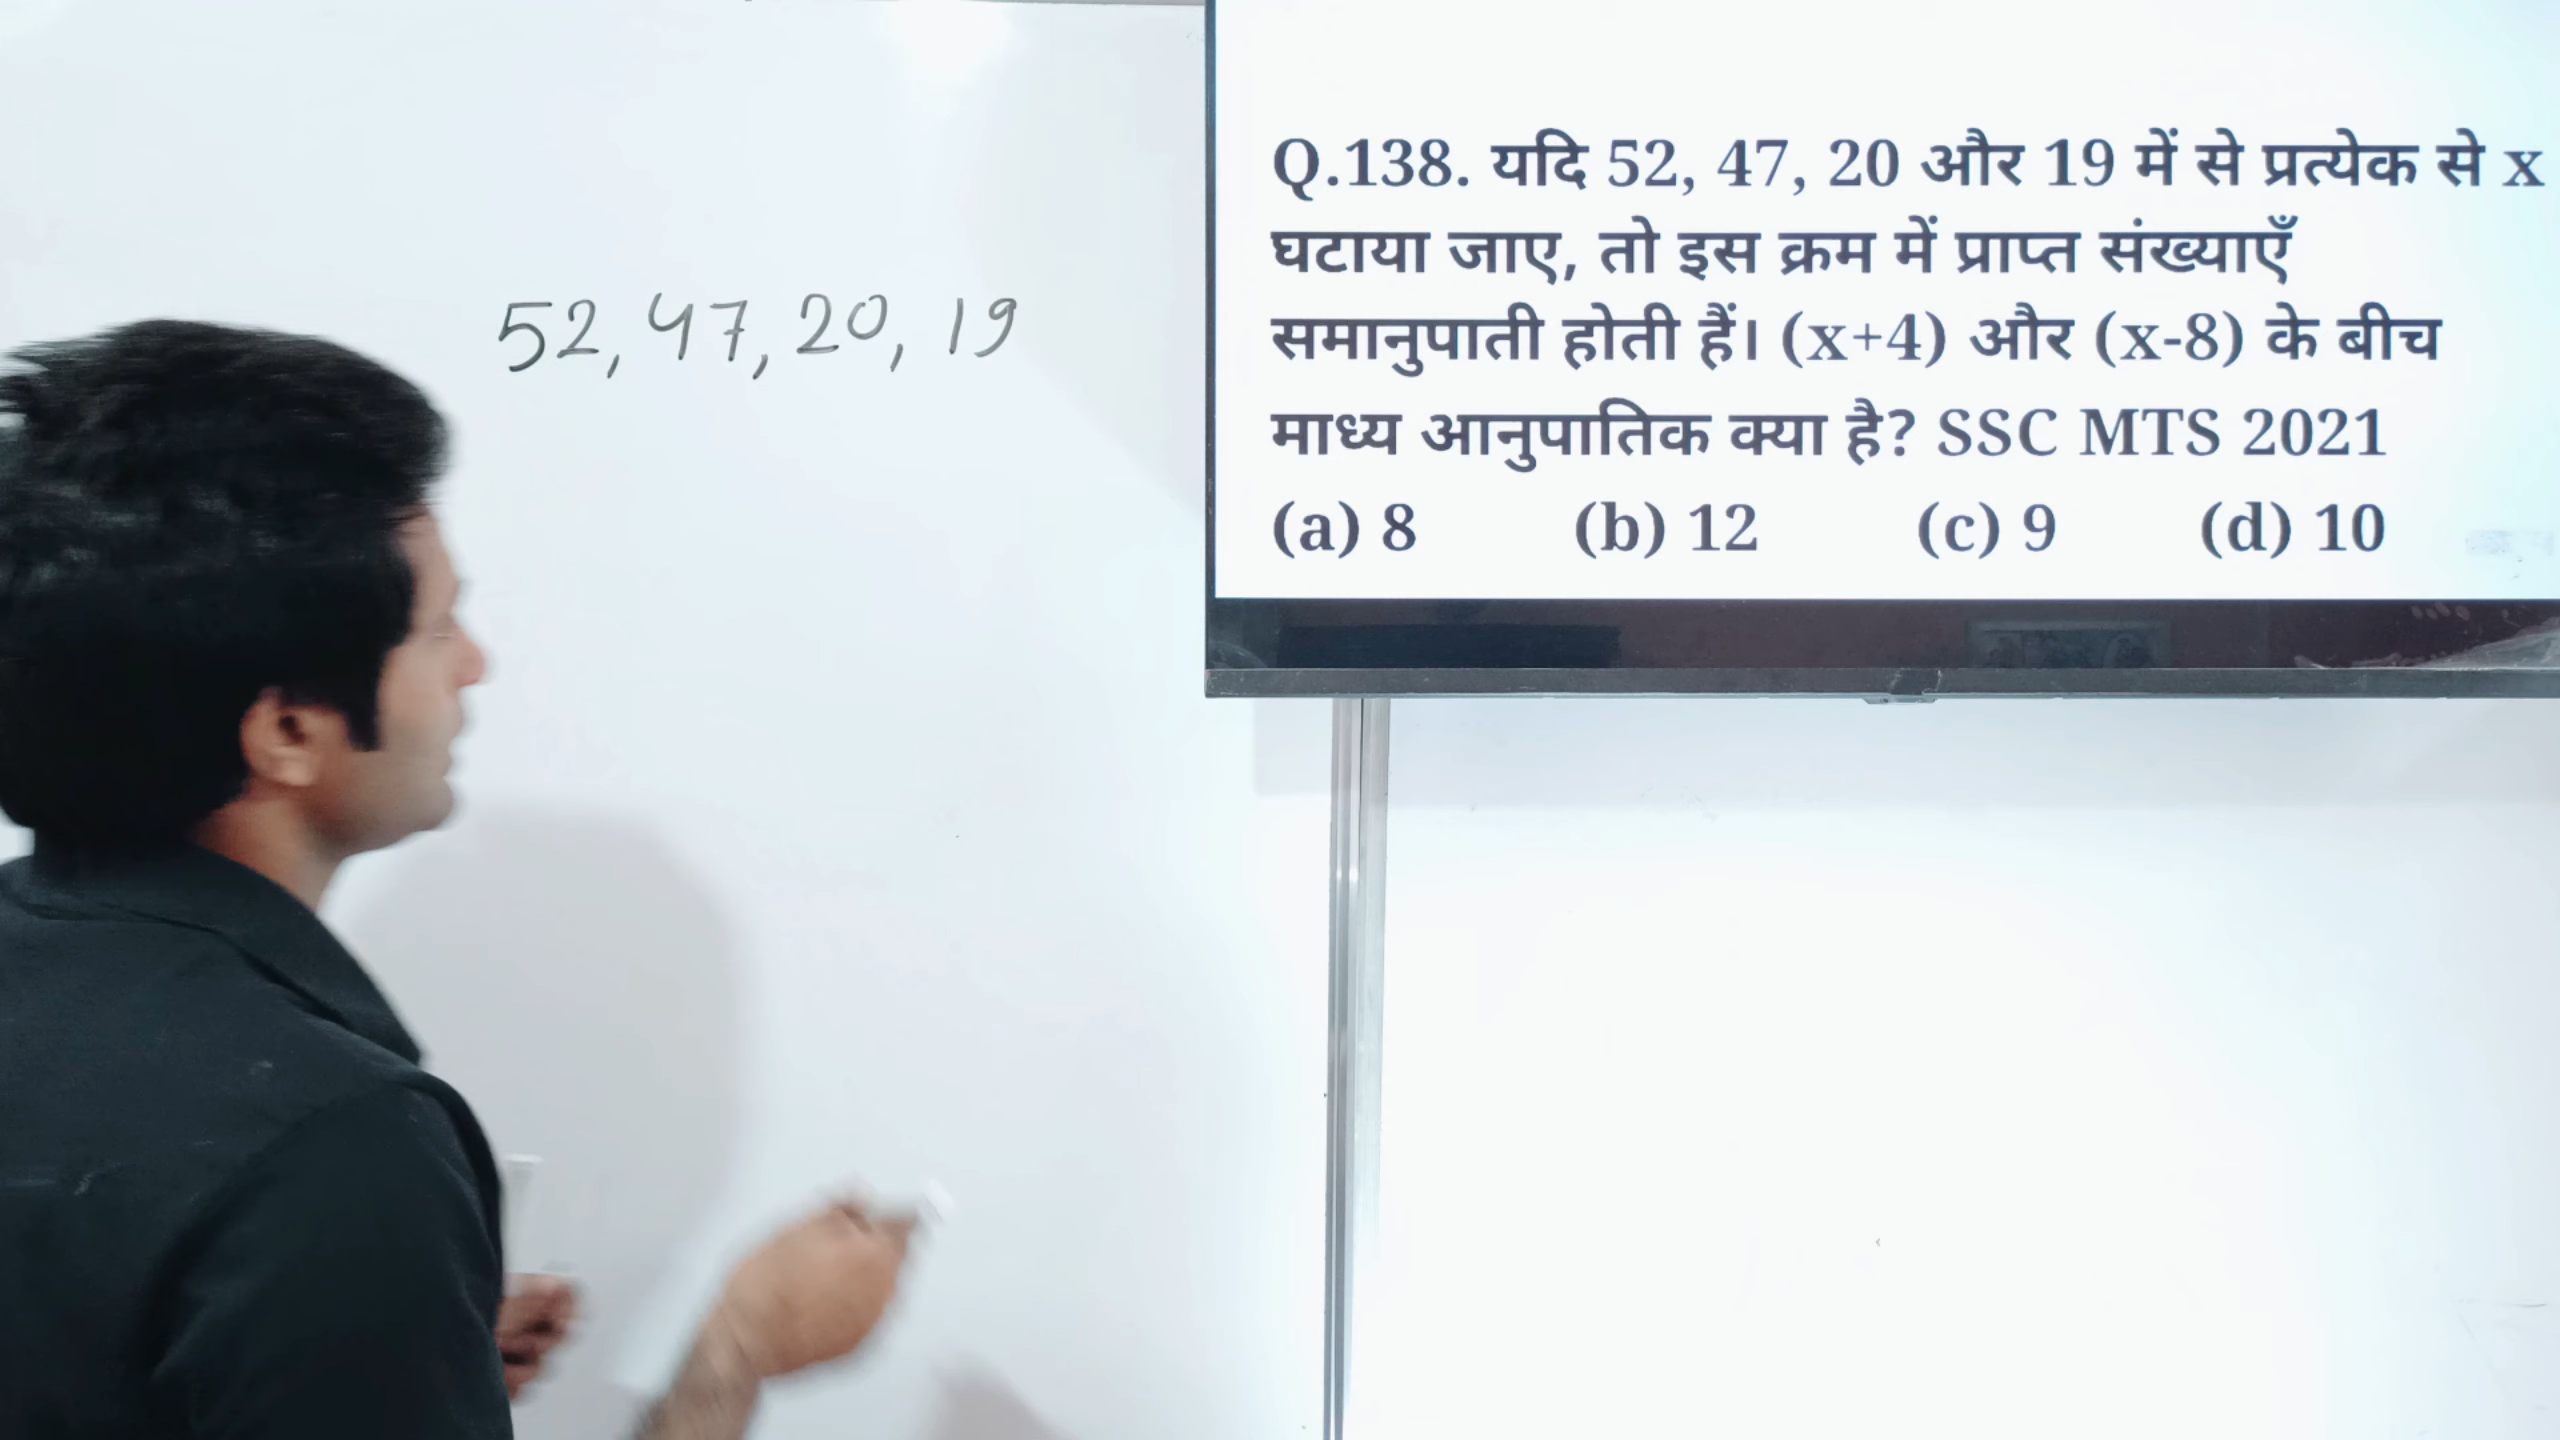 52, 47, 20, 19
Q.138. यदि 52, 47, 20 और 19 में से प्रत्येक से x
घटाया जाए, तो इस क्रम में प्राप्त संख्याएँ
समानुपाती होती हैं। (x+4) और (x-8) के बीच
माध्य आनुपातिक क्या है? SSC MTS 2021
(a) 8 (b) 12 (c) 9 (d) 10